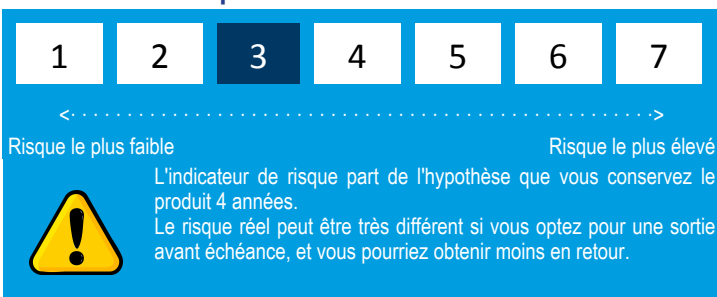 1 2 3 4 5 6 7
<· · · · · · · · · · · · · · · · · · · · · · · · · · · · · · · · · · · · · · · · · · · · · · · · · · · · ·>
Risque le plus faible Risque le plus élevé
L'indicateur de risque part de l'hypothèse que vous conservez le
produit 4 années.
Le risque réel peut être très différent si vous optez pour une sortie
avant échéance, et vous pourriez obtenir moins en retour.